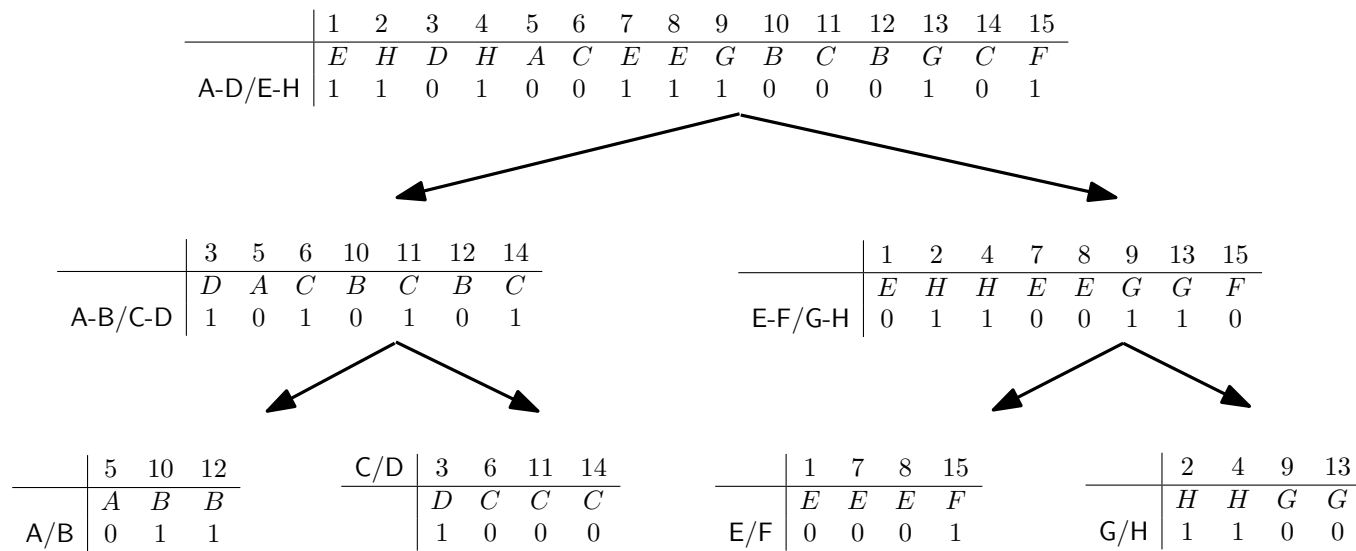 1 2 3 4 5 6 7 8 9 10 11 12 13 14 15
E H D H A C E E G B C B G C F
A-D/E-H 1 1 0 1 0 0 1 1 1 0 0 0 1 0 1
3 5 6 10 11 12 14
D A C B C B C
A-B/C-D 1 0 1 0 1 0 1
1 2 4 7 8 9 13 15
E H H E E G G F
E-F/G-H 0 1 1 0 0 1 1 0
5 10 12
A B B
A/B 0 1 1
C/D 3 6 11 14
D C C C
1 0 0 0
1 7 8 15
E E E F
E/F 0 0 0 1
2 4 9 13
H H G G
G/H 1 1 0 0